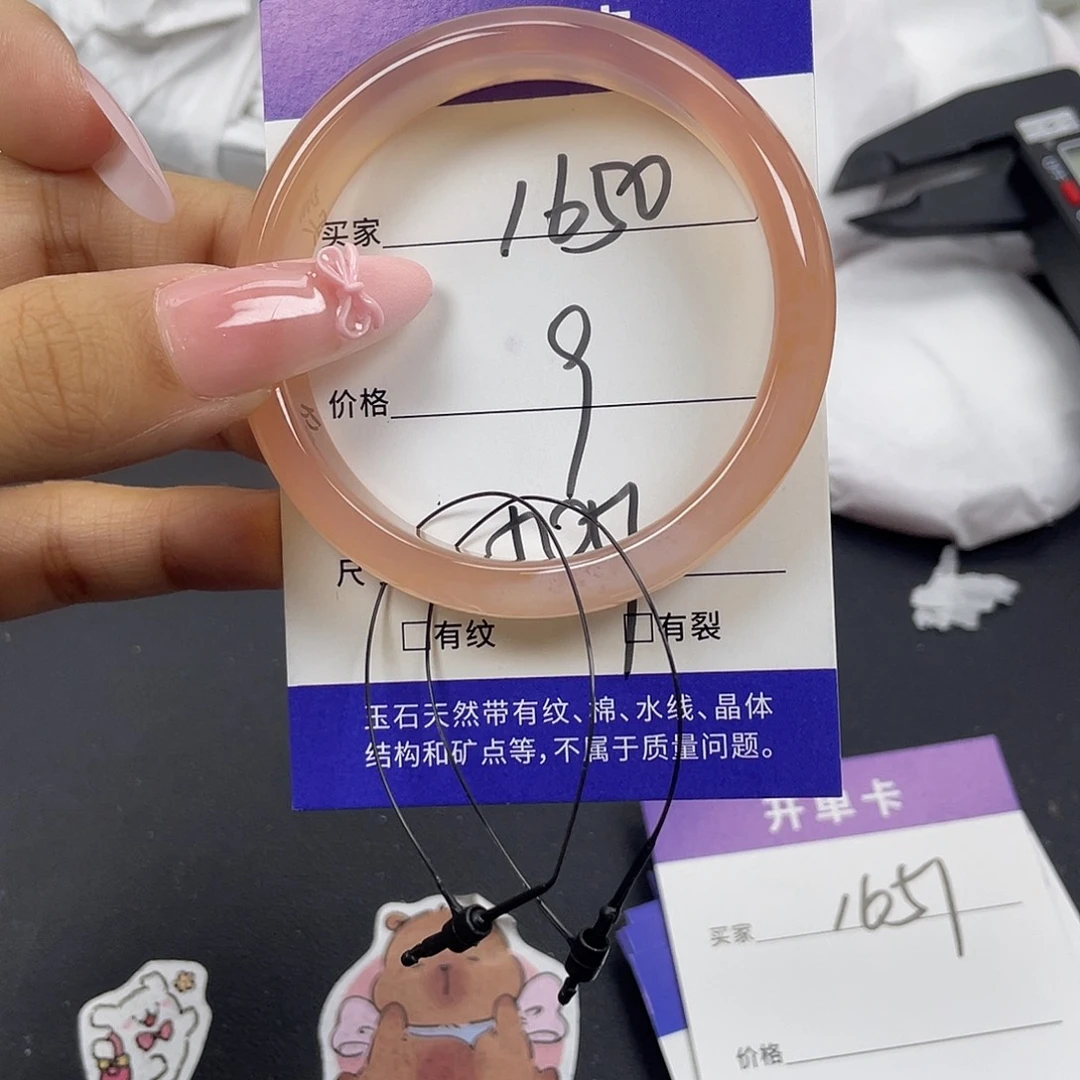 买家 1650
价格 9
尺
□有纹 □有裂
玉石天然带有纹、棉、水线、晶体
结构和矿点等，不属于质量问题。
开单卡
买家 1657
价格